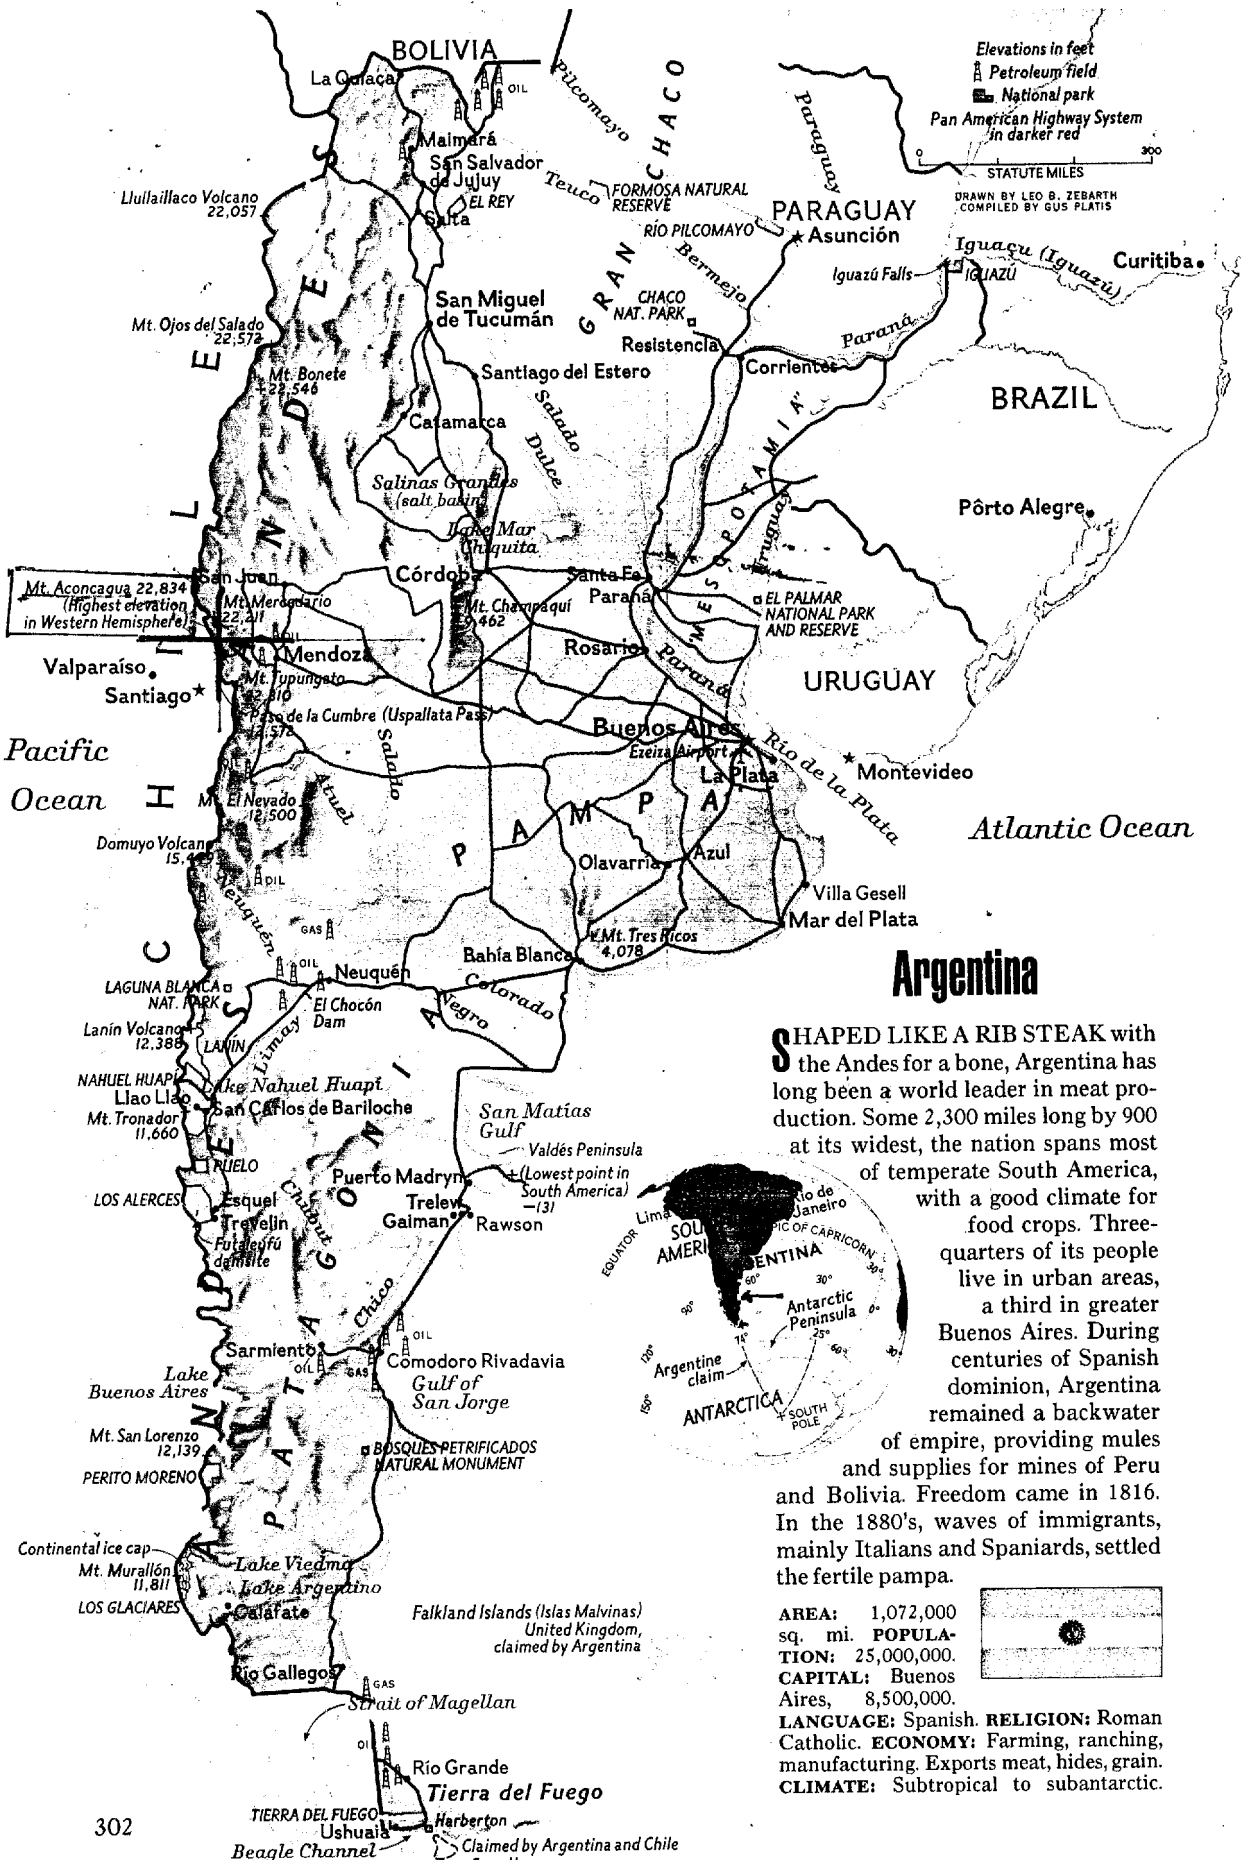 BOLIVIA
La Quiaca
OIL
Pilcomayo
GRAN CHACO
Paraguay
Elevations in feet
Petroleum field
National park
Pan American Highway System
in darker red
0 300
STATUTE MILES
DRAWN BY LEO B. ZEBARTH
COMPILED BY GUS PLATIS
Maimará
San Salvador
de Jujuy
EL REY
Salta
Teuco
FORMOSA NATURAL
RESERVE
RÍO PILCOMAYO
PARAGUAY
Asunción
Bermejo
Llullaillaco Volcano
22,057
Iguaçu (Iguazú)
Iguazú Falls
IGUAZÚ
Curitiba
San Miguel
de Tucumán
CHACO
NAT. PARK
Resistencia
Paraná
Corrientes
Mt. Ojos del Salado
22,572
Mt. Bonete
22,546
Santiago del Estero
BRAZIL
Salado
Dulce
Catamarca
"MESOPOTAMIA"
Salinas Grandes
(salt basin)
Lake Mar
Chiquita
Uruguay
Pôrto Alegre
CHILE
ANDES
San Juan
Córdoba
Santa Fe
Paraná
Mt. Aconcagua 22,834
(Highest elevation
in Western Hemisphere)
Mt. Mercedario
22,211
Mt. Champaquí
9,462
EL PALMAR
NATIONAL PARK
AND RESERVE
OIL
Mendoza
Rosario
Paraná
Valparaíso
Santiago
Mt. Tupungato
22,310
URUGUAY
Paso de la Cumbre (Uspallata Pass)
12,572
Buenos Aires
Ezeiza Airport
La Plata
Río de la Plata
Montevideo
Pacific
Ocean
Salado
Atuel
Mt. El Nevado
12,500
PAMPA
Atlantic Ocean
Domuyo Volcano
Olavarría
Azul
OIL
Neuquén
Villa Gesell
Mar del Plata
GAS
Mt. Tres Picos
4,078
Bahía Blanca
OIL
Neuquén
Colorado
Negro
LAGUNA BLANCA
NAT. PARK
El Chocón
Dam
Limay
Lanín Volcano
12,388
LANÍN
NAHUEL HUAPÍ
Lake Nahuel Huapí
Llao Llao
San Carlos de Bariloche
Mt. Tronador
11,660
ANDES
PATAGONIA
San Matías
Gulf
Valdés Peninsula
(Lowest point in
South America)
-131
PUELO
Puerto Madryn
Trelew
Gaiman
Rawson
LOS ALERCES
Esquel
Trevelin
Futaleufú
damsite
Chubut
Chico
Sarmiento
OIL
OIL
GAS
Comodoro Rivadavia
Gulf of
San Jorge
Lake
Buenos Aires
Mt. San Lorenzo
12,139
PERITO MORENO
BOSQUES PETRIFICADOS
NATURAL MONUMENT
Continental ice cap
Mt. Murallón
11,811
LOS GLACIARES
Lake Viedma
Lake Argentino
Calafate
Falkland Islands (Islas Malvinas)
United Kingdom,
claimed by Argentina
Río Gallegos
GAS
Strait of Magellan
Río Grande
Tierra del Fuego
TIERRA DEL FUEGO
Ushuaia
Harberton
Beagle Channel
Claimed by Argentina and Chile
Argentina
SHAPED LIKE A RIB STEAK with
the Andes for a bone, Argentina has
long been a world leader in meat pro-
duction. Some 2,300 miles long by 900
at its widest, the nation spans most
of temperate South America,
with a good climate for
food crops. Three-
quarters of its people
live in urban areas,
a third in greater
Buenos Aires. During
centuries of Spanish
dominion, Argentina
remained a backwater
of empire, providing mules
and supplies for mines of Peru
and Bolivia. Freedom came in 1816.
In the 1880's, waves of immigrants,
mainly Italians and Spaniards, settled
the fertile pampa.
EQUATOR
Lima
Rio de
Janeiro
TROPIC OF CAPRICORN
ARGENTINA
60° 30°
30°
90°
0°
Antarctic
Peninsula
74°
25°
60°
30°
120°
150°
Argentine
claim
ANTARCTICA
SOUTH
POLE
AREA: 1,072,000
sq. mi. POPULA-
TION: 25,000,000.
CAPITAL: Buenos
Aires, 8,500,000.
LANGUAGE: Spanish. RELIGION: Roman
Catholic. ECONOMY: Farming, ranching,
manufacturing. Exports meat, hides, grain.
CLIMATE: Subtropical to subantarctic.
302